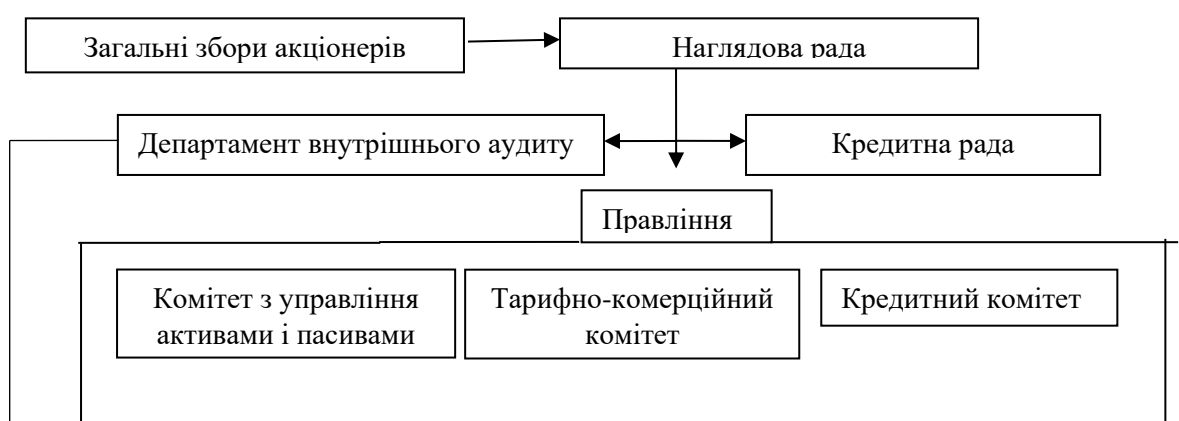 Загальні збори акціонерів
Наглядова рада
Департамент внутрішнього аудиту
Кредитна рада
Правління
Комітет з управління
активами і пасивами
Тарифно-комерційний
комітет
Кредитний комітет